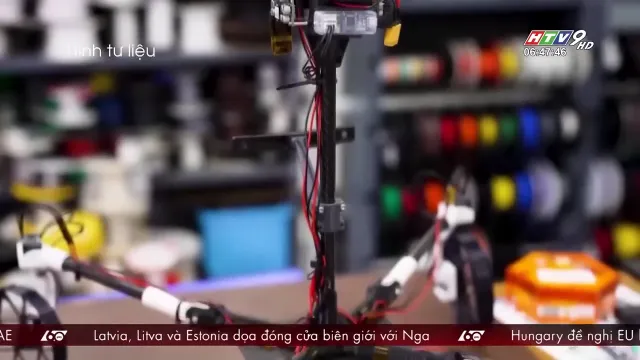 Hình tư liệu
HTV9 HD
06:47:46
AE Latvia, Litva và Estonia dọa đóng cửa biên giới với Nga Hungary đề nghị EU